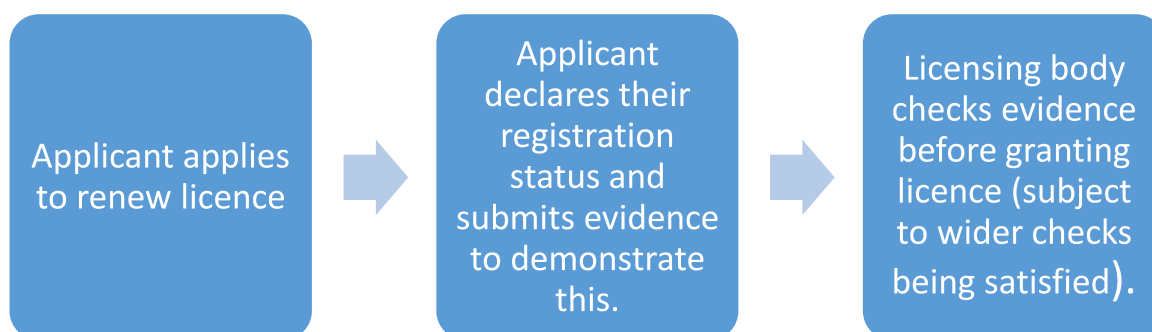 Applicant applies
to renew licence
Applicant
declares their
registration
status and
submits evidence
to demonstrate
this.
Licensing body
checks evidence
before granting
licence (subject
to wider checks
being satisfied).